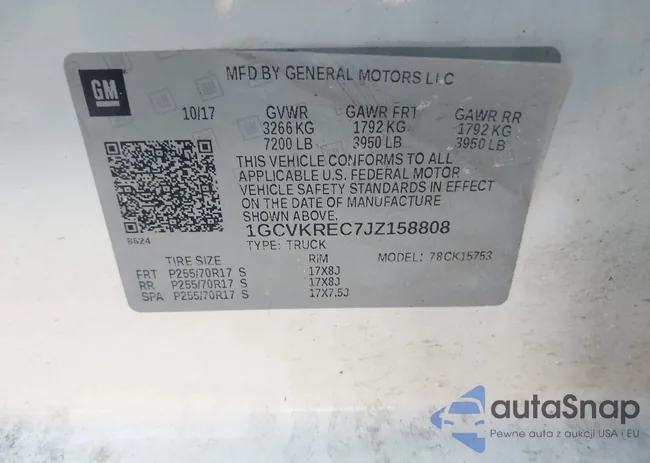 GM
MFD BY GENERAL MOTORS LLC
10/17 GVWR GAWR FRT GAWR RR
3266 KG 1792 KG 1792 KG
7200 LB 3950 LB 3950 LB
THIS VEHICLE CONFORMS TO ALL
APPLICABLE U.S. FEDERAL MOTOR
VEHICLE SAFETY STANDARDS IN EFFECT
ON THE DATE OF MANUFACTURE
SHOWN ABOVE.
8624 1GCVKREC7JZ158808
TYPE: TRUCK MODEL: 78CK15753
TIRE SIZE RIM
FRT P255/70R17 S 17X8J
RR P255/70R17 S 17X8J
SPA P255/70R17 S 17X7.5J
autoSnap
Pewne auta z aukcji USA i EU